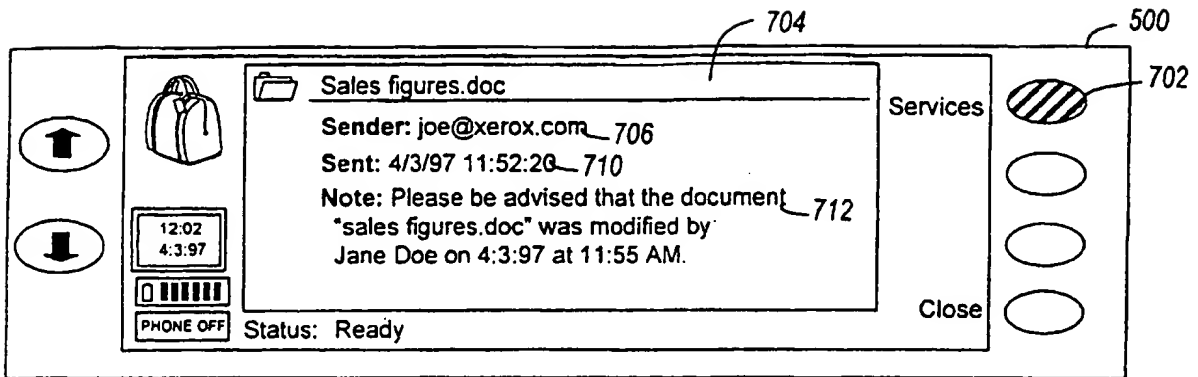 704
500
702
Sales figures.doc
Services
Sender: joe@xerox.com 706
Sent: 4/3/97 11:52:20 710
Note: Please be advised that the document 712
"sales figures.doc" was modified by
Jane Doe on 4:3:97 at 11:55 AM.
12:02
4:3:97
Close
PHONE OFF
Status: Ready